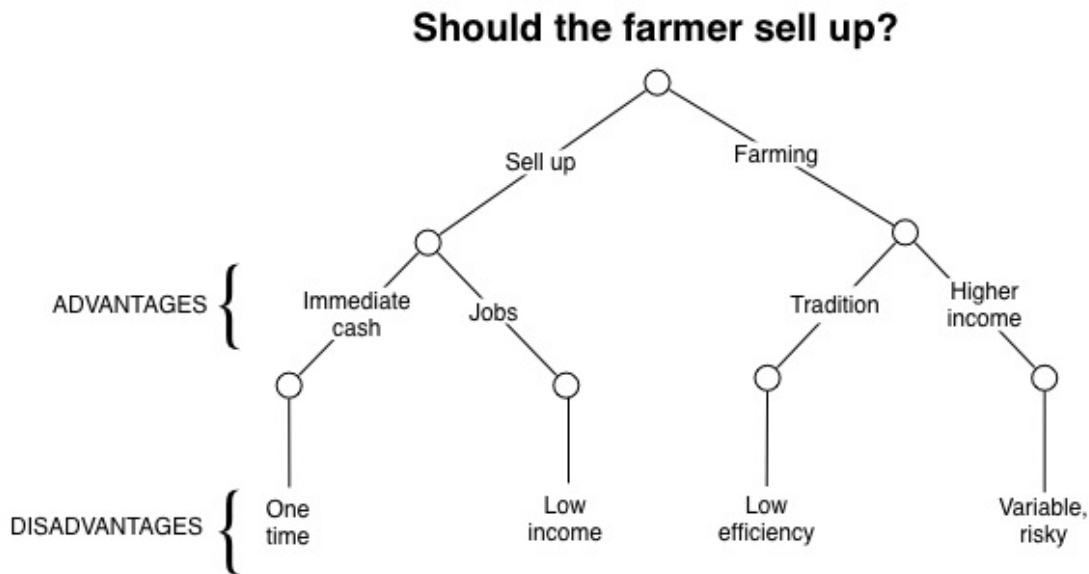 Should the farmer sell up?
Sell up
Farming
ADVANTAGES
Immediate
cash
Jobs
Tradition
Higher
income
DISADVANTAGES
One
time
Low
income
Low
efficiency
Variable,
risky